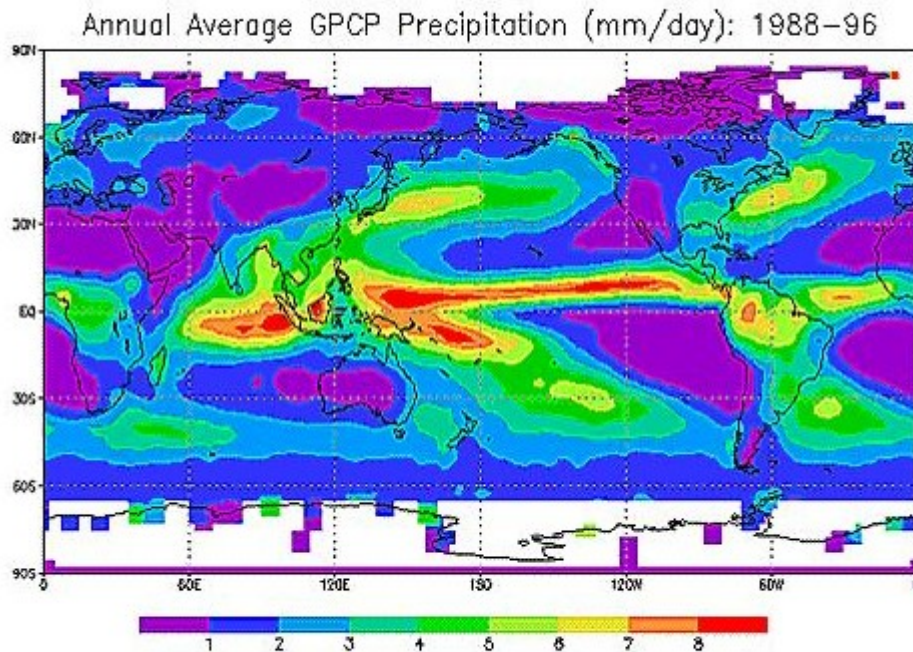 Annual Average GPCP Precipitation (mm/day): 1988-96
90N
60N
30N
EQ
30S
60S
90S
0 60E 120E 180 120W 60W 0
1 2 3 4 5 6 7 8